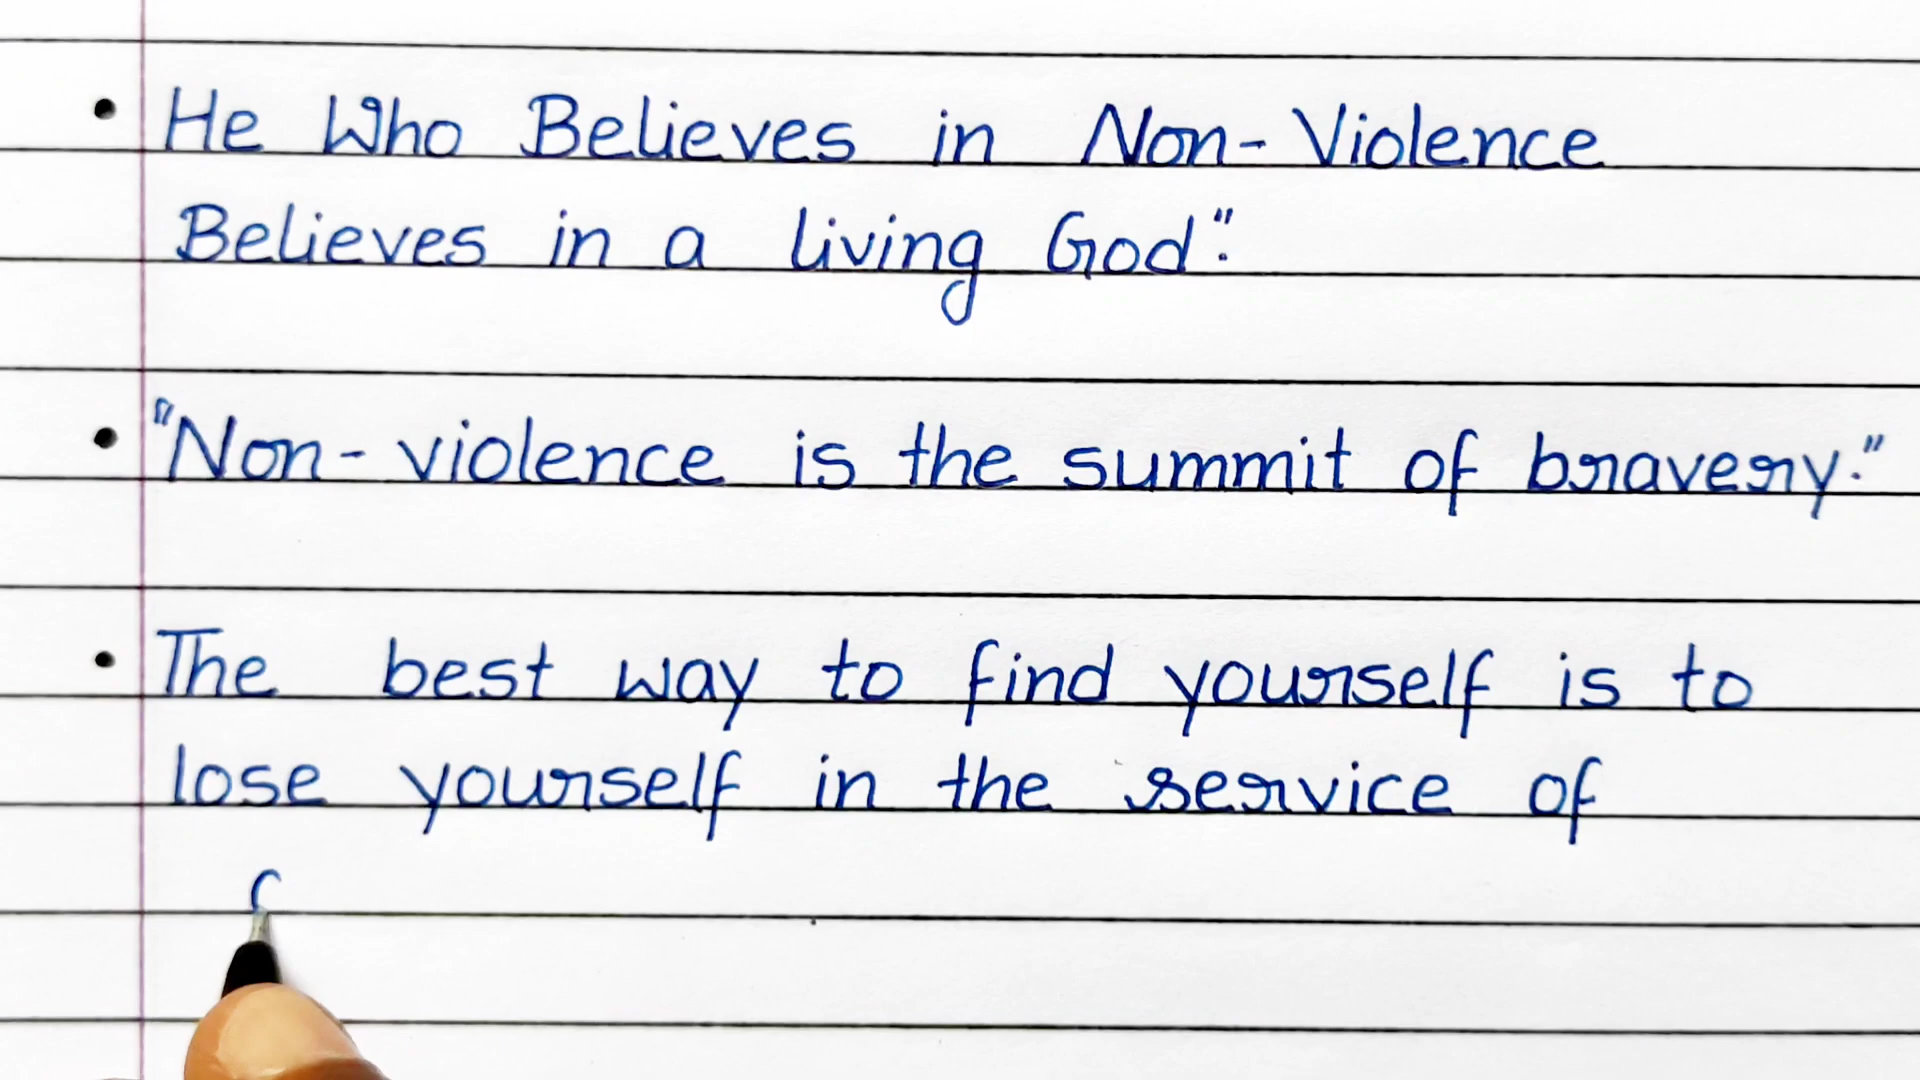 • He Who Believes in Non-Violence
Believes in a living God".
• "Non-violence is the summit of bravery."
• The best way to find yourself is to
lose yourself in the service of